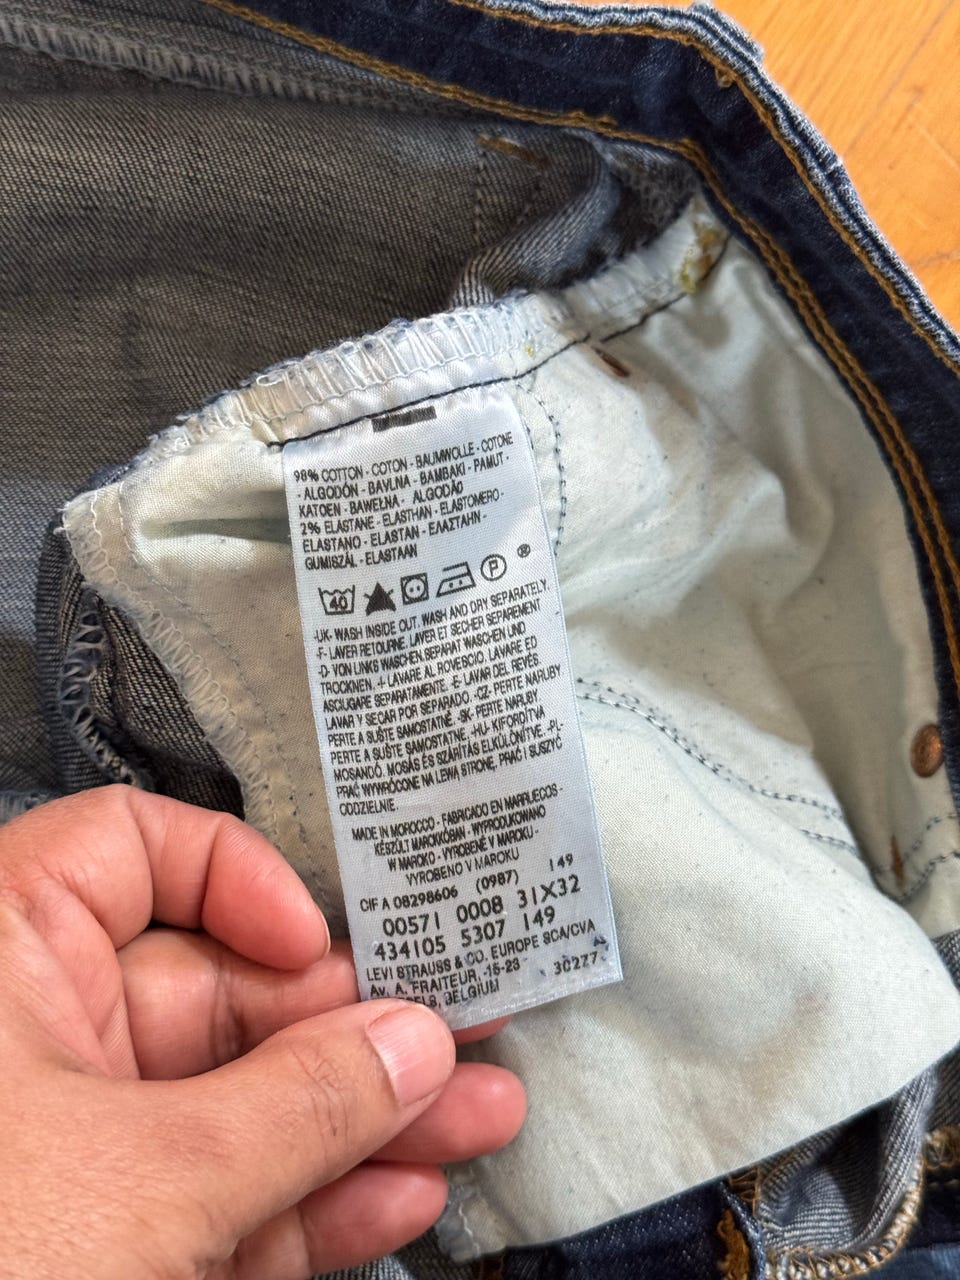 98% COTTON - COTON - BAUMWOLLE - COTONE
- ALGODÓN - BAVLNA - BAMBAKI - PAMUT -
KATOEN - BAWEŁNA - ALGODÃO
2% ELASTANE - ELASTHAN - ELASTOMERO -
ELASTANO - ELASTAN - ΕΛΑΣΤΑΗΝ -
GUMISZÁL - ELASTAAN
40 P ®
-UK- WASH INSIDE OUT. WASH AND DRY SEPARATELY.
-F- LAVER RETOURNE. LAVER ET SECHER SEPAREMENT
-D- VON LINKS WASCHEN. SEPARAT WASCHEN UND
TROCKNEN. -I- LAVARE AL ROVESCIO. LAVARE ED
ASCIUGARE SEPARATAMENTE. -E- LAVAR DEL REVÉS.
LAVAR Y SECAR POR SEPARADO. -CZ- PERTE NARUBY
PERTE A SUŠTE SAMOSTATNĚ. -SK- PERTE NARUBY
PERTE A SUŠTE SAMOSTATNE. -HU- KIFORDÍTVA
MOSANDÓ. MOSÁS ÉS SZÁRÍTÁS ELKÜLÖNÍTVE. -PL-
PRAĆ WYWRÓCONE NA LEWĄ STRONĘ, PRAĆ I SUSZYĆ
ODDZIELNIE.
MADE IN MOROCCO - FABRICADO EN MARRUECOS -
KÉSZÜLT MAROKKÓBAN - WYPRODUKOWANO
W MAROKO - VYROBENÉ V MAROKU -
VYROBENO V MAROKU
CIF A 08298606 (0987) 149
00571 0008 31X32
434105 5307 149
LEVI STRAUSS & CO. EUROPE SCA/CVA
Av. A. FRAITEUR, 15-23 30277
ELS, BELGIUM